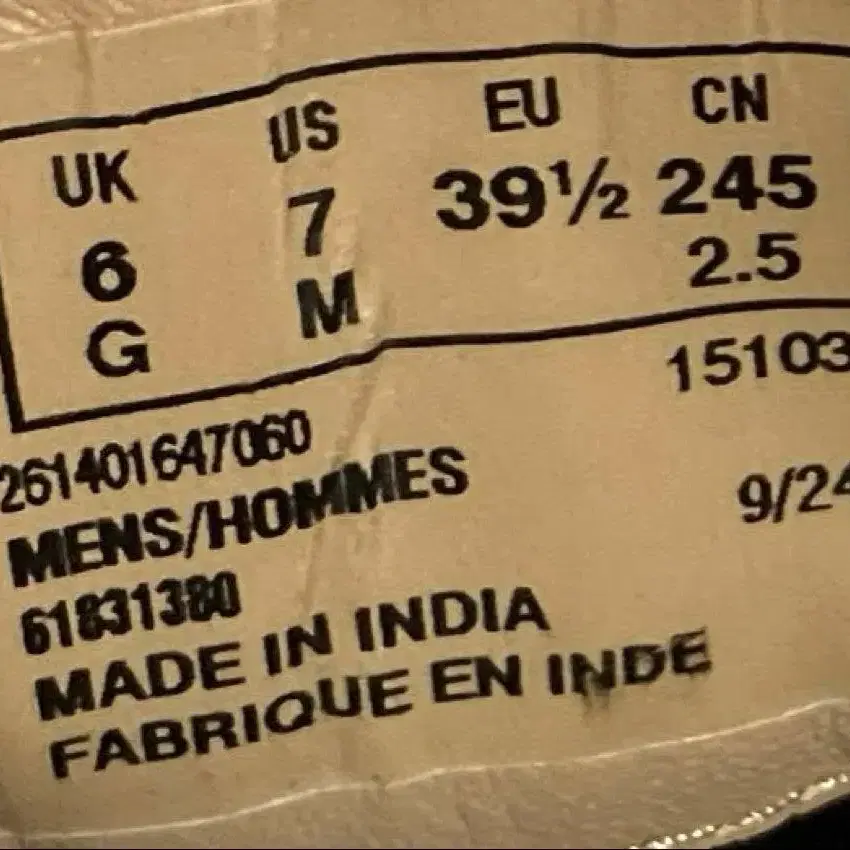 UK US EU CN
6 7 39½ 245
G M 2.5
15103
261401647060
MENS/HOMMES
9/24
61831380
MADE IN INDIA
FABRIQUE EN INDE